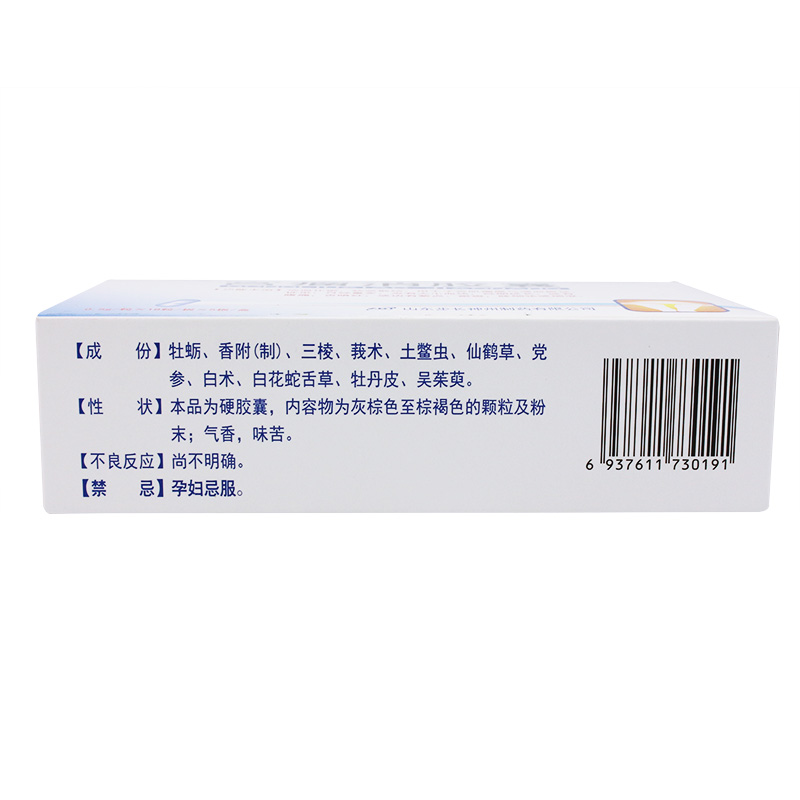 【成　份】牡蛎、香附(制)、三棱、莪术、土鳖虫、仙鹤草、党
参、白术、白花蛇舌草、牡丹皮、吴茱萸。
【性　状】本品为硬胶囊，内容物为灰棕色至棕褐色的颗粒及粉
末；气香，味苦。
【不良反应】尚不明确。
【禁　忌】孕妇忌服。
6 937611 730191